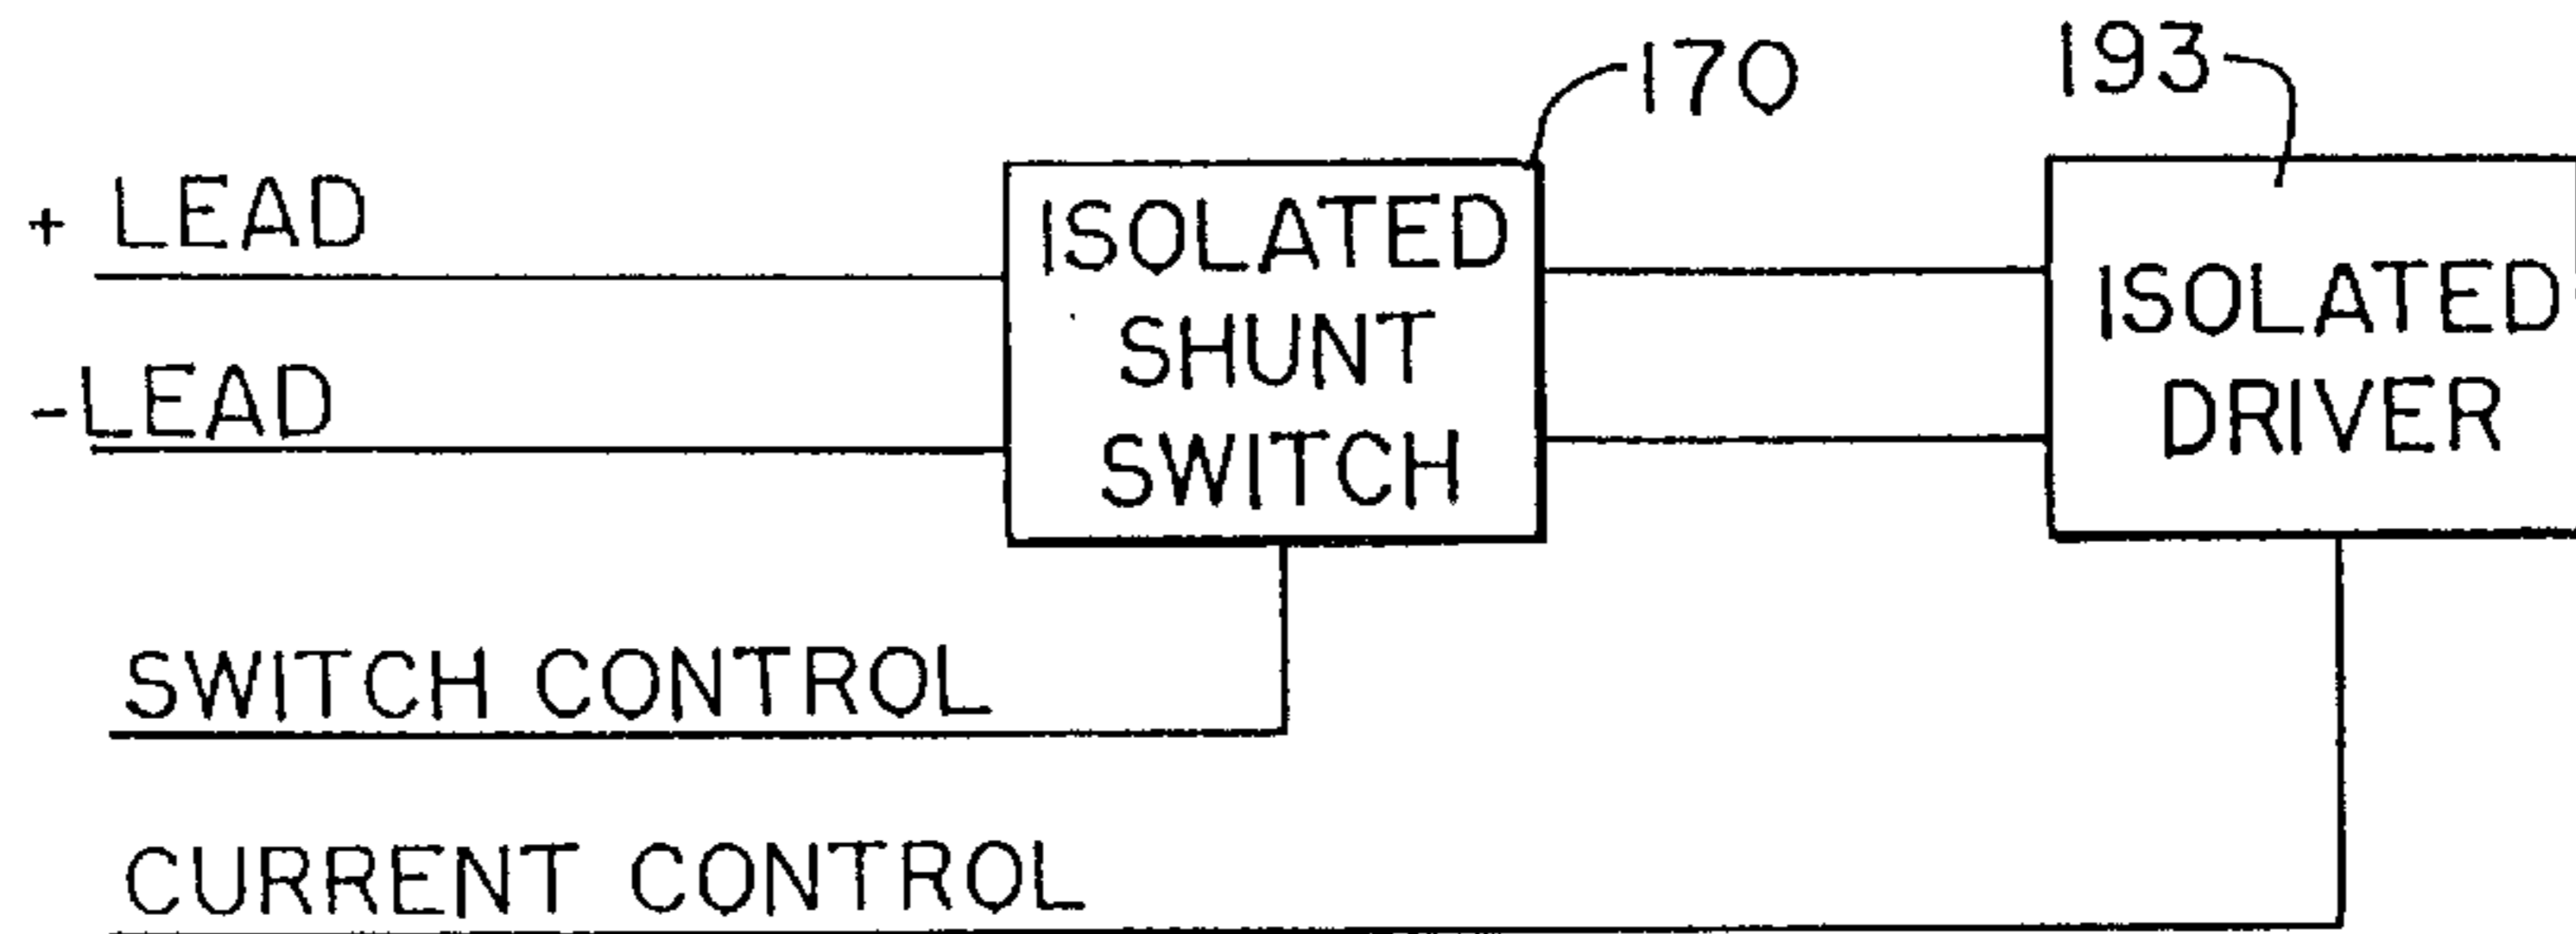 170
193
+ LEAD
-LEAD
ISOLATED
SHUNT
SWITCH
ISOLATED
DRIVER
SWITCH CONTROL
CURRENT CONTROL